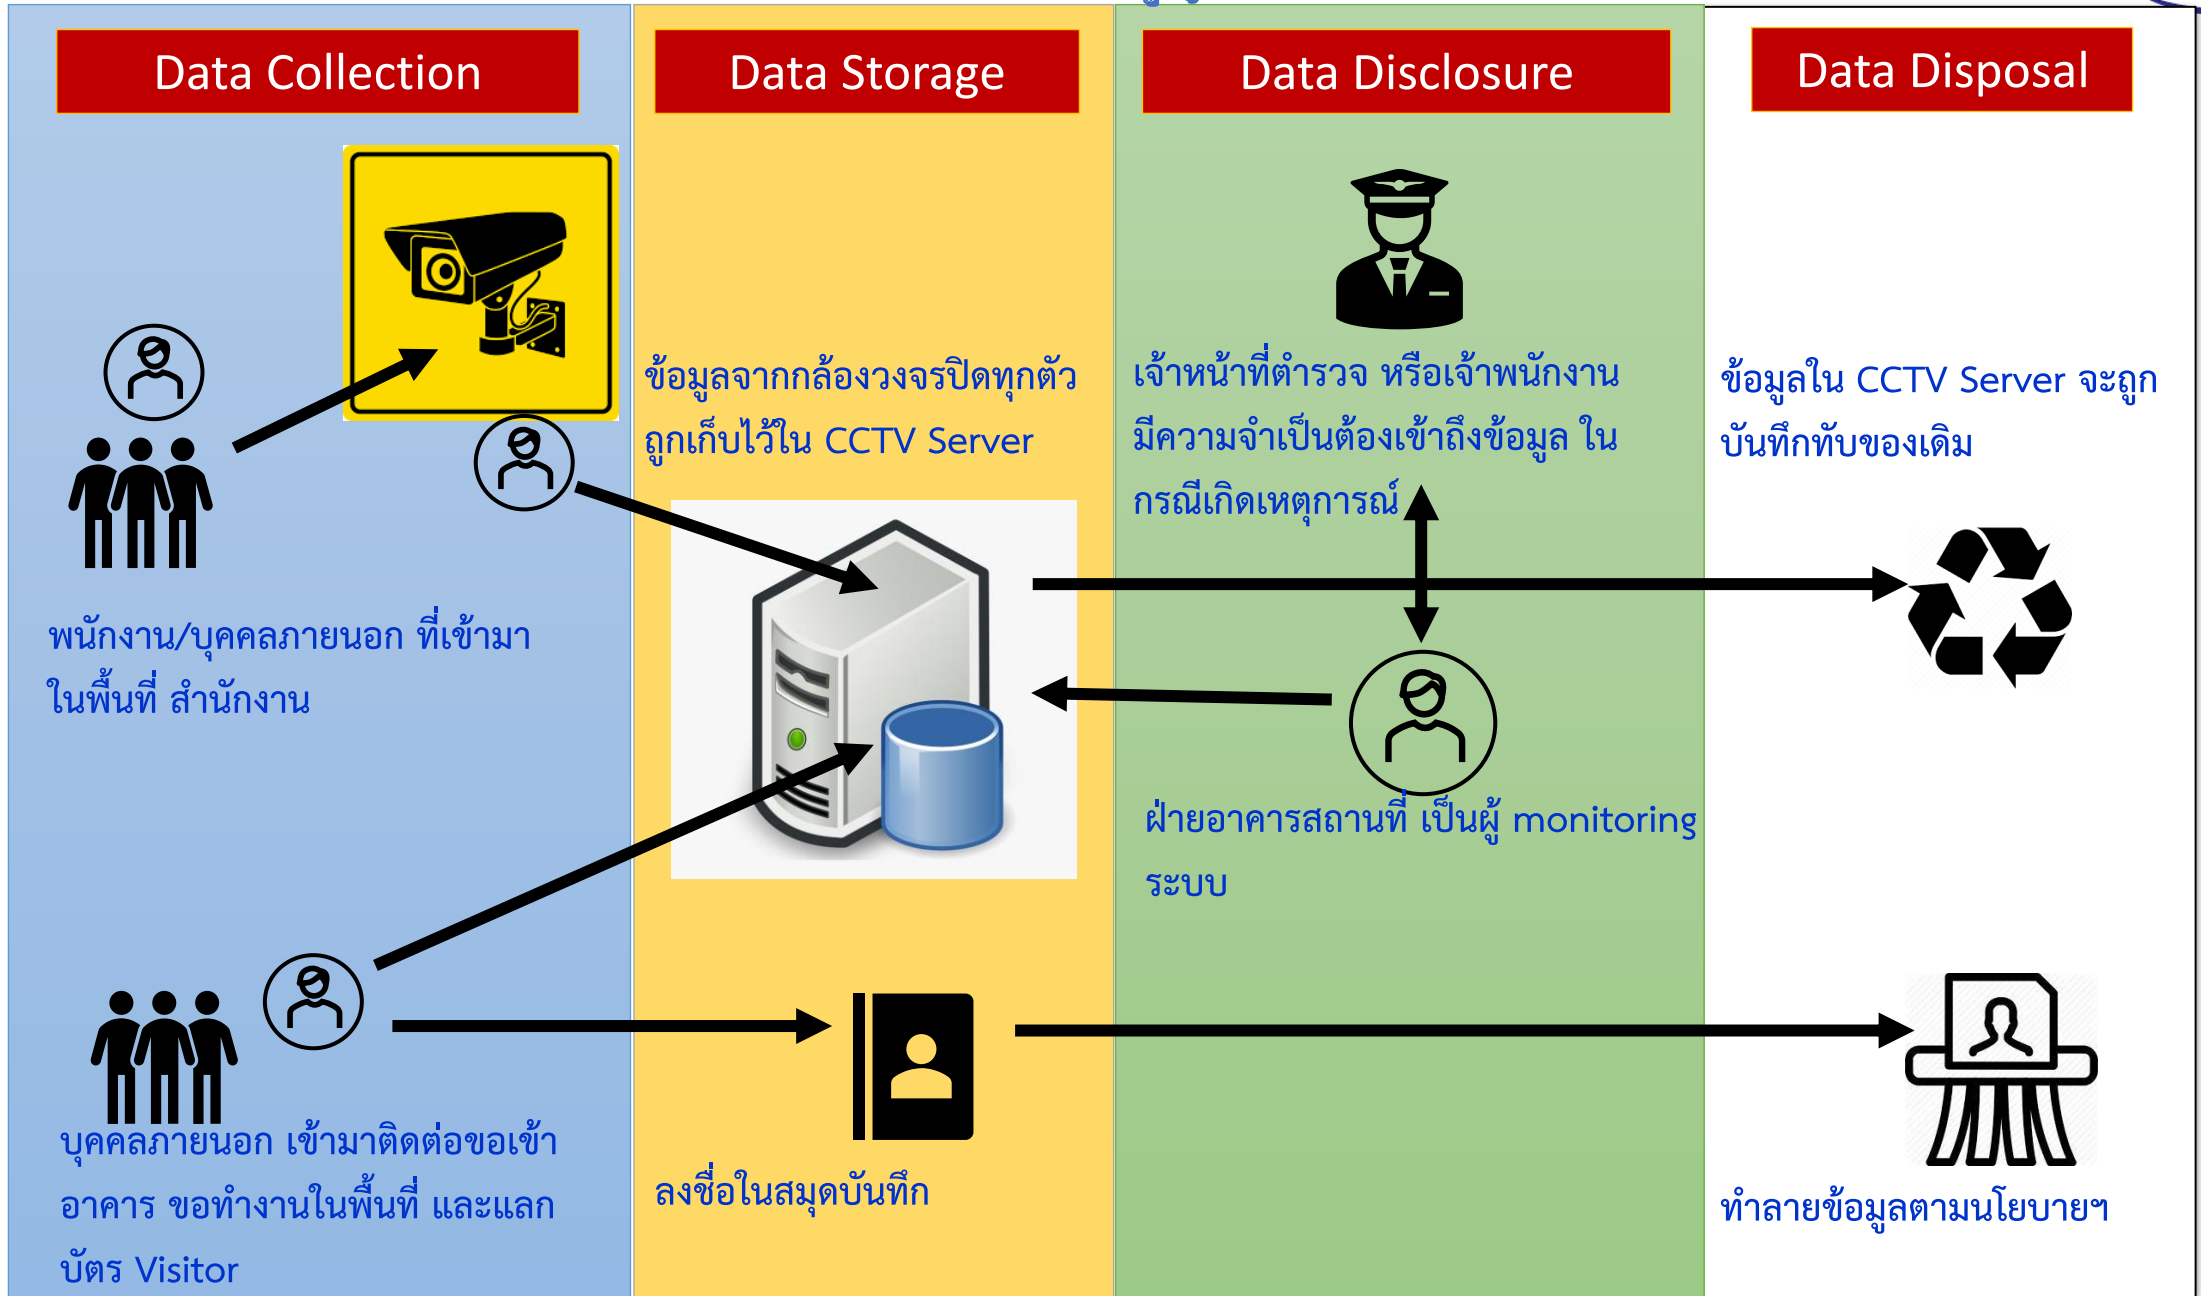 Data Collection
Data Storage
Data Disclosure
Data Disposal
พนักงาน/บุคคลภายนอก ที่เข้ามา
ในพื้นที่ สำนักงาน
บุคคลภายนอก เข้ามาติดต่อขอเข้า
อาคาร ขอทำงานในพื้นที่ และแลก
บัตร Visitor
ข้อมูลจากกล้องวงจรปิดทุกตัว
ถูกเก็บไว้ใน CCTV Server
ลงชื่อในสมุดบันทึก
เจ้าหน้าที่ตำรวจ หรือเจ้าพนักงาน
มีความจำเป็นต้องเข้าถึงข้อมูล ใน
กรณีเกิดเหตุการณ์
ฝ่ายอาคารสถานที่ เป็นผู้ monitoring
ระบบ
ข้อมูลใน CCTV Server จะถูก
บันทึกทับของเดิม
ทำลายข้อมูลตามนโยบายฯ